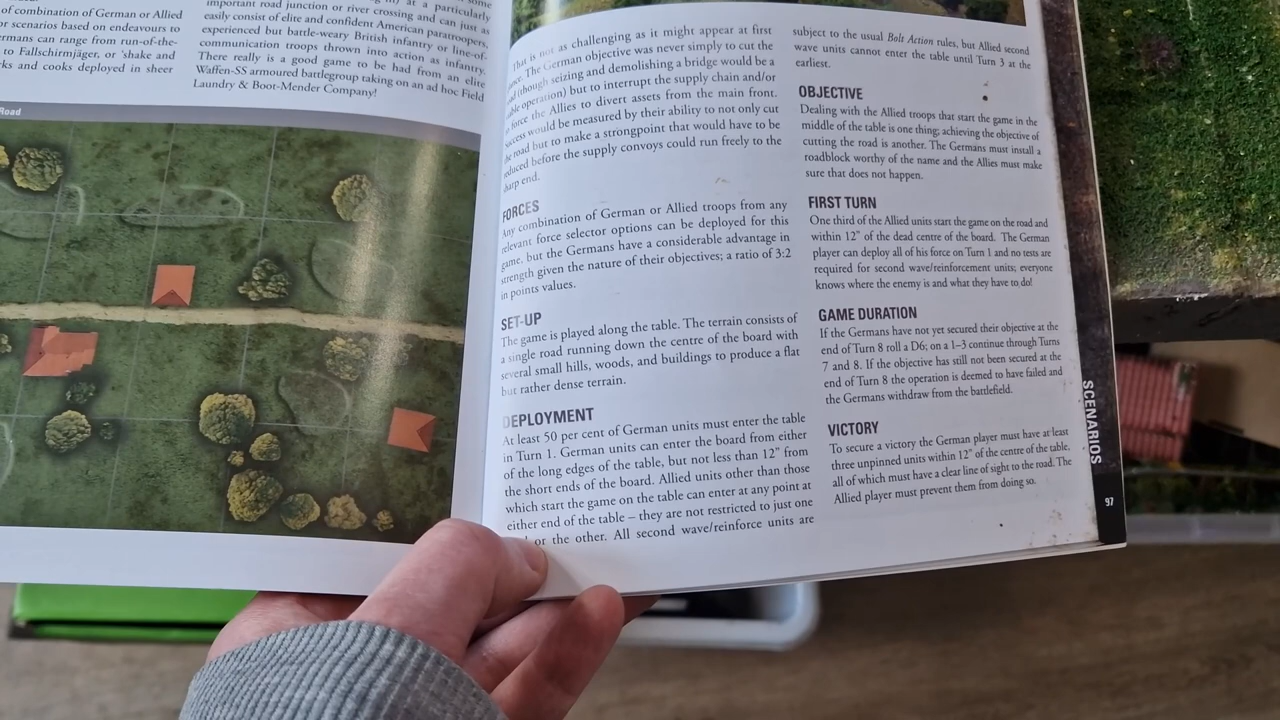 of combination of German or Allied
or scenarios based on endeavours to
rmans can range from run-of-the-
to Fallschirmjäger, or 'shake and
rks and cooks deployed in sheer
at a particularly
important road junction or river crossing and can just as
easily consist of elite and confident American paratroopers,
experienced but battle-weary British infantry or line-of-
communication troops thrown into action as infantry.
There really is a good game to be had from an elite
Waffen-SS armoured battlegroup taking on an ad hoc Field
Laundry & Boot-Mender Company!
Road
That is not as challenging as it might appear at first
The German objective was never simply to cut the
(though seizing and demolishing a bridge would be a
operation) but to interrupt the supply chain and/or
force the Allies to divert assets from the main front.
would be measured by their ability to not only cut
the road but to make a strongpoint that would have to be
reduced before the supply convoys could run freely to the
sharp end.
FORCES
Any combination of German or Allied troops from any
relevant force selector options can be deployed for this
game, but the Germans have a considerable advantage in
strength given the nature of their objectives; a ratio of 3:2
in points values.
SET-UP
The game is played along the table. The terrain consists of
a single road running down the centre of the board with
several small hills, woods, and buildings to produce a flat
but rather dense terrain.
DEPLOYMENT
At least 50 per cent of German units must enter the table
in Turn 1. German units can enter the board from either
of the long edges of the table, but not less than 12" from
the short ends of the board. Allied units other than those
which start the game on the table can enter at any point at
either end of the table – they are not restricted to just one
or the other. All second wave/reinforce units are
subject to the usual Bolt Action rules, but Allied second
wave units cannot enter the table until Turn 3 at the
earliest.
OBJECTIVE
Dealing with the Allied troops that start the game in the
middle of the table is one thing; achieving the objective of
cutting the road is another. The Germans must install a
roadblock worthy of the name and the Allies must make
sure that does not happen.
FIRST TURN
One third of the Allied units start the game on the road and
within 12" of the dead centre of the board. The German
player can deploy all of his force on Turn 1 and no tests are
required for second wave/reinforcement units; everyone
knows where the enemy is and what they have to do!
GAME DURATION
If the Germans have not yet secured their objective at the
end of Turn 8 roll a D6; on a 1–3 continue through Turns
7 and 8. If the objective has still not been secured at the
end of Turn 8 the operation is deemed to have failed and
the Germans withdraw from the battlefield.
VICTORY
To secure a victory the German player must have at least
three unpinned units within 12" of the centre of the table,
all of which must have a clear line of sight to the road. The
Allied player must prevent them from doing so.
SCENARIOS
97